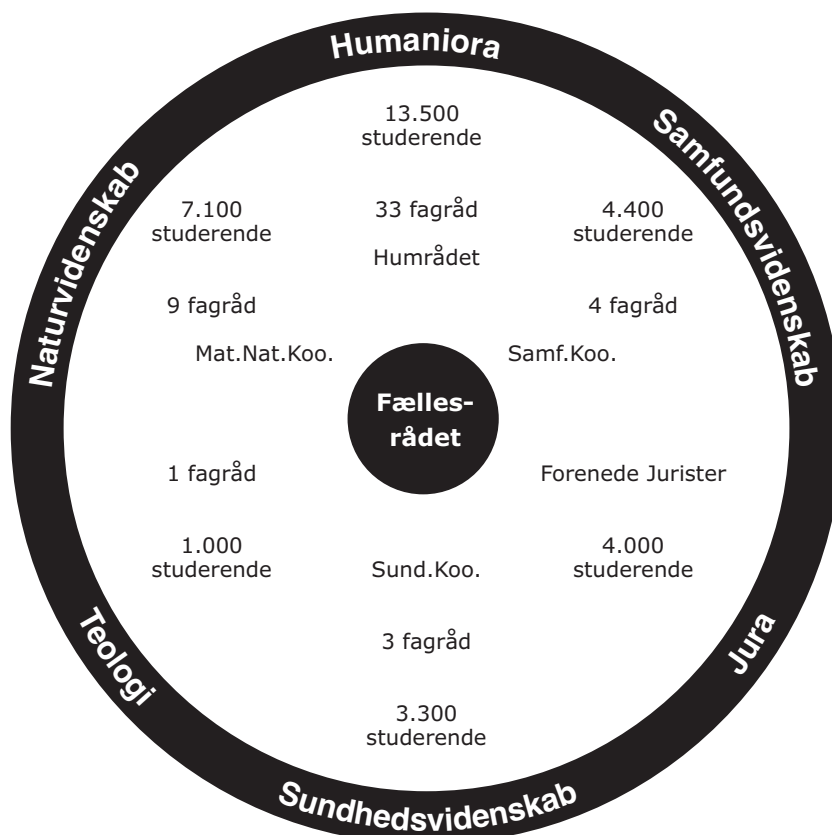 Humaniora
13.500
studerende
33 fagråd
Humrådet
Samfundsvidenskab
4.400
studerende
4 fagråd
Samf.Koo.
Jura
Forenede Jurister
4.000
studerende
Sundhedsvidenskab
Sund.Koo.
3 fagråd
3.300
studerende
Teologi
1 fagråd
1.000
studerende
Naturvidenskab
7.100
studerende
9 fagråd
Mat.Nat.Koo.
Fælles-
rådet